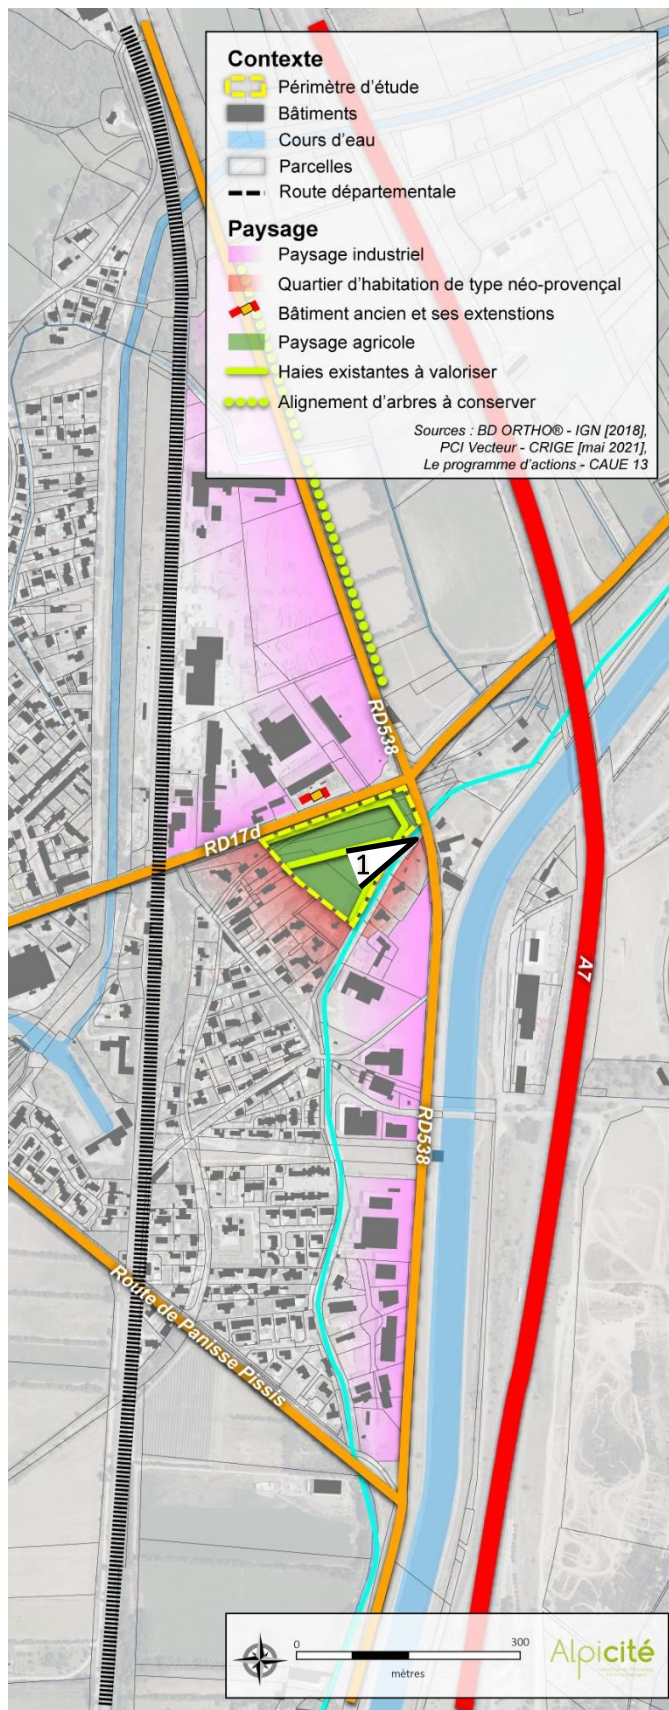 Contexte
Périmètre d'étude
Bâtiments
Cours d'eau
Parcelles
Route départementale
Paysage
Paysage industriel
Quartier d'habitation de type néo-provençal
Bâtiment ancien et ses extenstions
Paysage agricole
Haies existantes à valoriser
Alignement d'arbres à conserver
Sources : BD ORTHO® - IGN [2018],
PCI Vecteur - CRIGE [mai 2021],
Le programme d'actions - CAUE 13
RD538
RD17d
1
A7
RD538
Route de Panisse Pissis
0 300
mètres
Alpicité